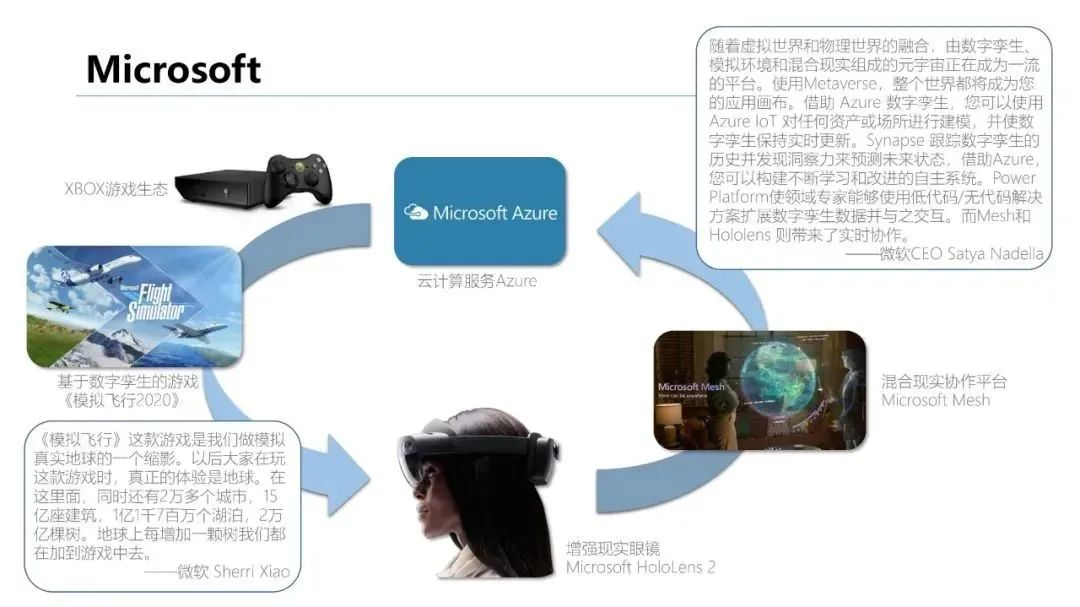 Microsoft
随着虚拟世界和物理世界的融合，由数字孪生、
模拟环境和混合现实组成的元宇宙正在成为一流
的平台。使用Metaverse，整个世界都将成为您
的应用画布。借助 Azure 数字孪生，您可以使用
Azure IoT 对任何资产或场所进行建模，并使数
字孪生保持实时更新。Synapse 跟踪数字孪生的
历史并发现洞察力来预测未来状态，借助Azure，
您可以构建不断学习和改进的自主系统。Power
Platform使领域专家能够使用低代码/无代码解决
方案扩展数字孪生数据并与之交互。而Mesh和
Hololens 则带来了实时协作。
——微软CEO Satya Nadella
XBOX游戏生态
Microsoft Azure
云计算服务Azure
Microsoft
Flight
Simulator
基于数字孪生的游戏
《模拟飞行2020》
Microsoft Mesh
Here can be anywhere
混合现实协作平台
Microsoft Mesh
《模拟飞行》这款游戏是我们做模拟
真实地球的一个缩影。以后大家在玩
这款游戏时，真正的体验是地球。在
这里面，同时还有2万多个城市，15
亿座建筑，1亿1千7百万个湖泊，2万
亿棵树。地球上每增加一颗树我们都
在加到游戏中去。
——微软 Sherri Xiao
增强现实眼镜
Microsoft HoloLens 2